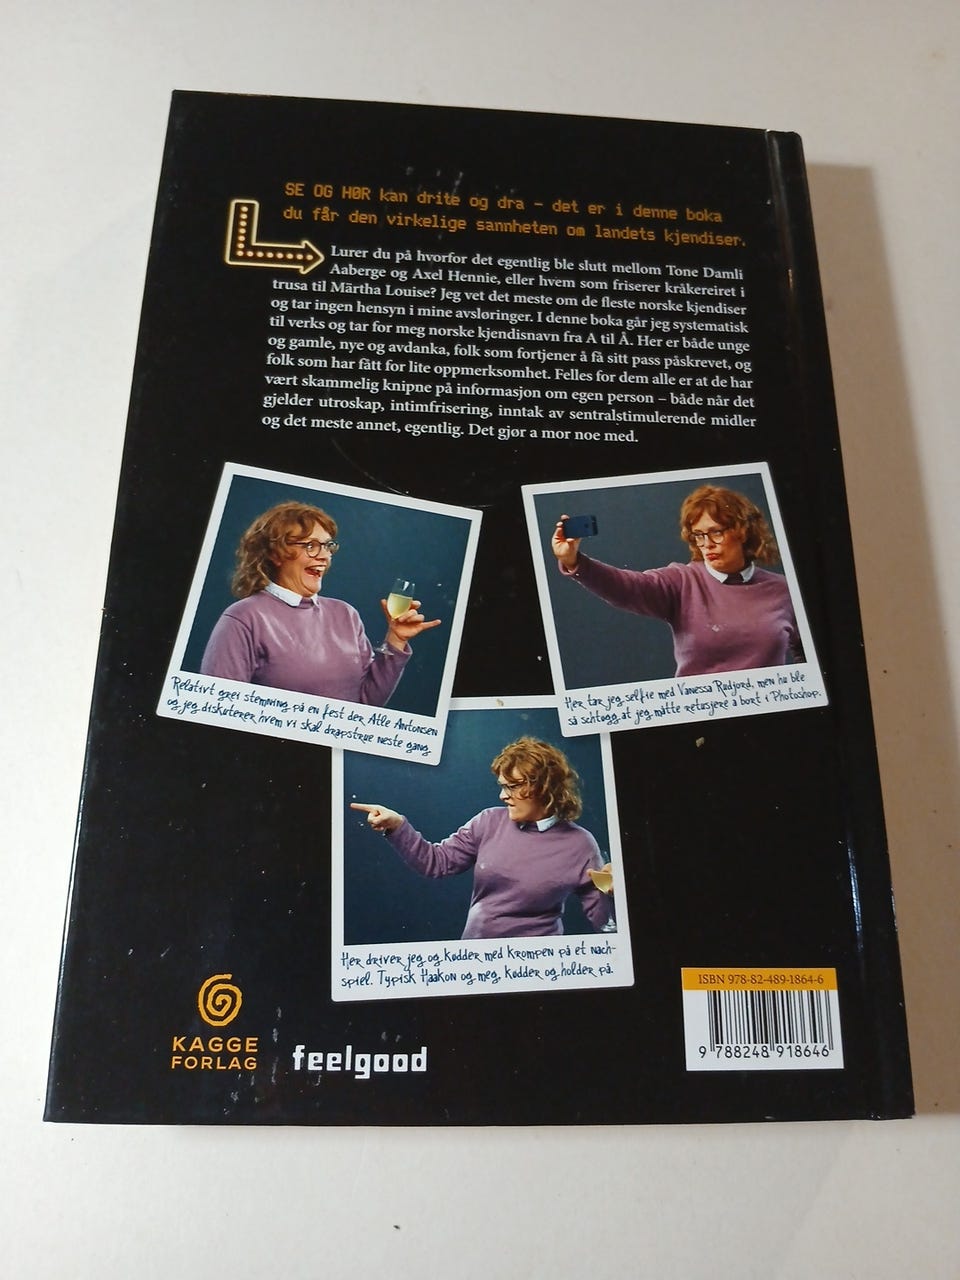 SE OG HØR kan drite og dra – det er i denne boka
du får den virkelige sannheten om landets kjendiser.
Lurer du på hvorfor det egentlig ble slutt mellom Tone Damli
Aaberge og Axel Hennie, eller hvem som friserer kråkereiret i
trusa til Märtha Louise? Jeg vet det meste om de fleste norske kjendiser
og tar ingen hensyn i mine avsløringer. I denne boka går jeg systematisk
til verks og tar for meg norske kjendisnavn fra A til Å. Her er både unge
og gamle, nye og avdanka, folk som fortjener å få sitt pass påskrevet, og
folk som har fått for lite oppmerksomhet. Felles for dem alle er at de har
vært skammelig knipne på informasjon om egen person – både når det
gjelder utroskap, intimfrisering, inntak av sentralstimulerende midler
og det meste annet, egentlig. Det gjør a mor noe med.
Relativt grei stemning på en fest der Atle Antonsen
og jeg diskuterer hvem vi skal drapstrue neste gang.
Her tar jeg selfie med Vanessa Rudjord, men hu ble
så schtøgg at jeg måtte retusjere a bort i Photoshop.
Her driver jeg og kødder med Krompen på et nach-
spiel. Typisk Haakon og meg, kødder og holder på.
KAGGE
FORLAG
feelgood
ISBN 978-82-489-1864-6
9 788248 918646